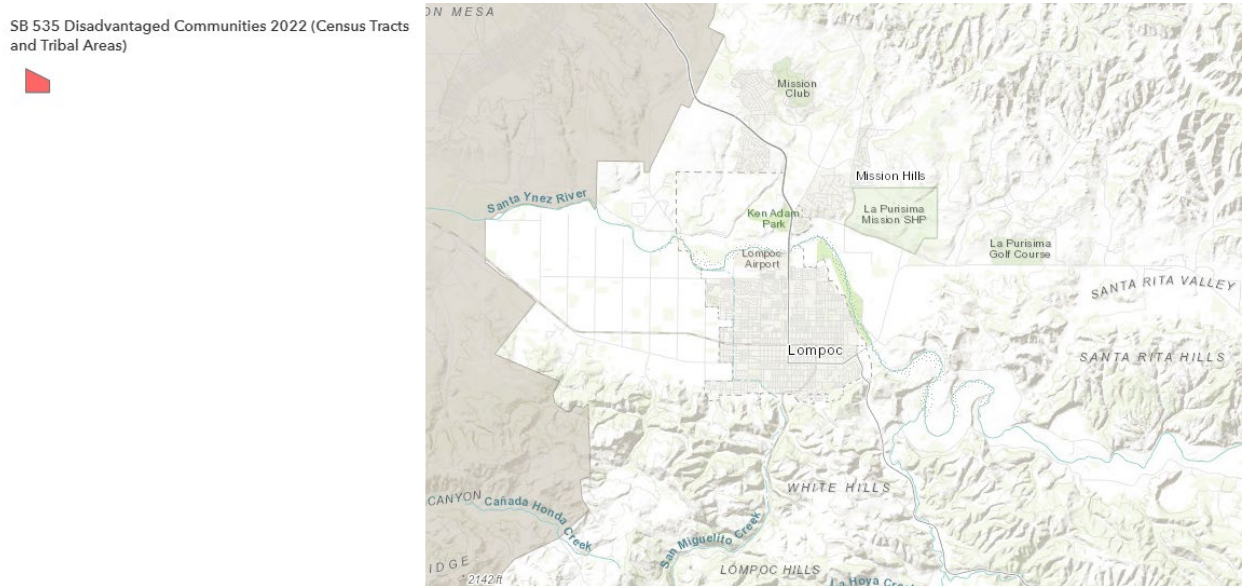 SB 535 Disadvantaged Communities 2022 (Census Tracts
and Tribal Areas)
ON MESA
Mission
Club
Mission Hills
Santa Ynez River
Ken Adam
Park
La Purisima
Mission SHP
La Purisima
Golf Course
Lompoc
Airport
SANTA RITA VALLEY
Lompoc
SANTA RITA HILLS
WHITE HILLS
CANYON
Cañada Honda
Creek
San Miguelito Creek
IDGE
2142 ft
LOMPOC HILLS
La Hoya Creek